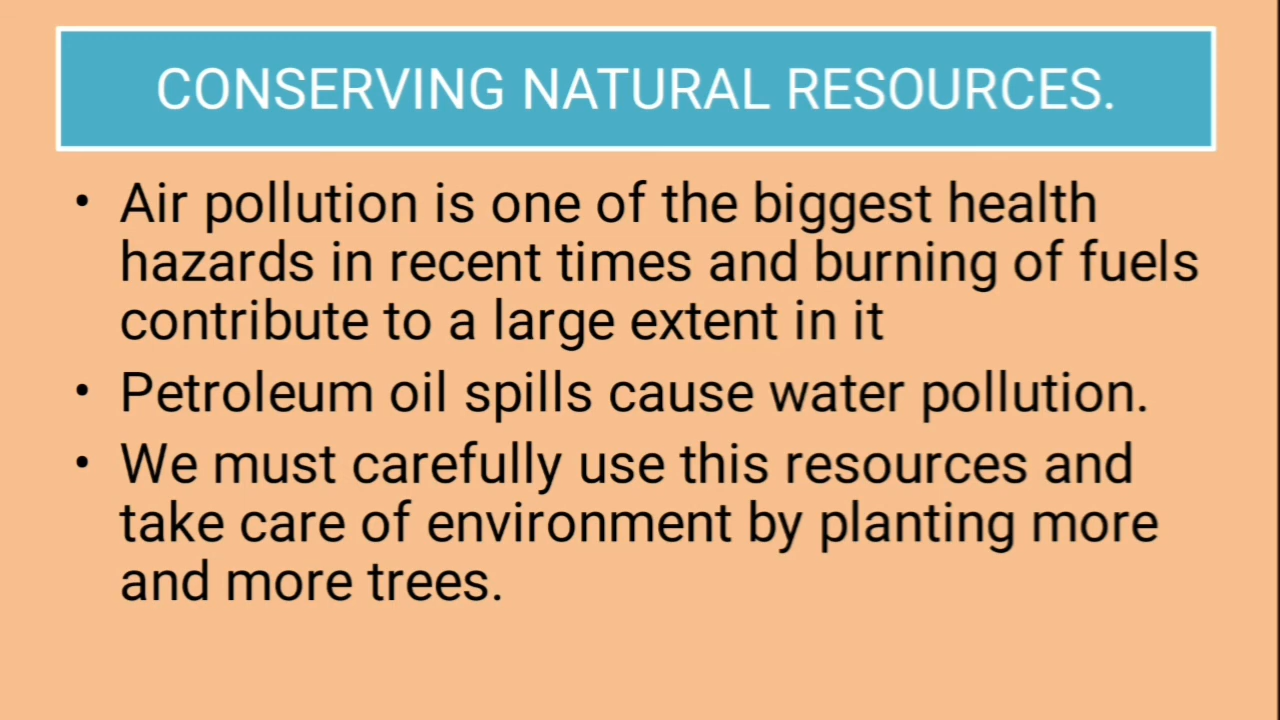 CONSERVING NATURAL RESOURCES.
• Air pollution is one of the biggest health
hazards in recent times and burning of fuels
contribute to a large extent in it
• Petroleum oil spills cause water pollution.
• We must carefully use this resources and
take care of environment by planting more
and more trees.